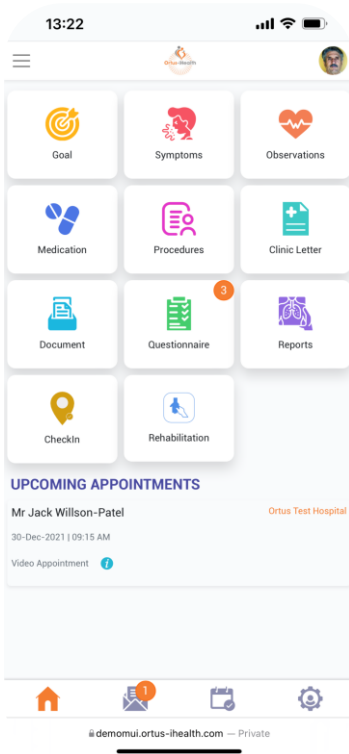 13:22
Ortus-iHealth
Goal
Symptoms
Observations
Medication
Procedures
Clinic Letter
3
Document
Questionnaire
Reports
CheckIn
Rehabilitation
UPCOMING APPOINTMENTS
Mr Jack Willson-Patel
Ortus Test Hospital
30-Dec-2021 | 09:15 AM
Video Appointment i
1
demomui.ortus-ihealth.com — Private